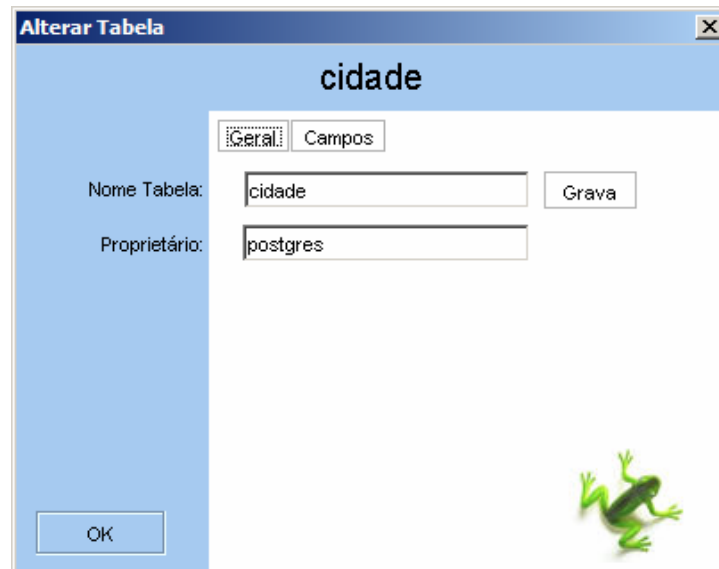 Alterar Tabela
cidade
Geral Campos
Nome Tabela: cidade Grava
Proprietário: postgres
OK